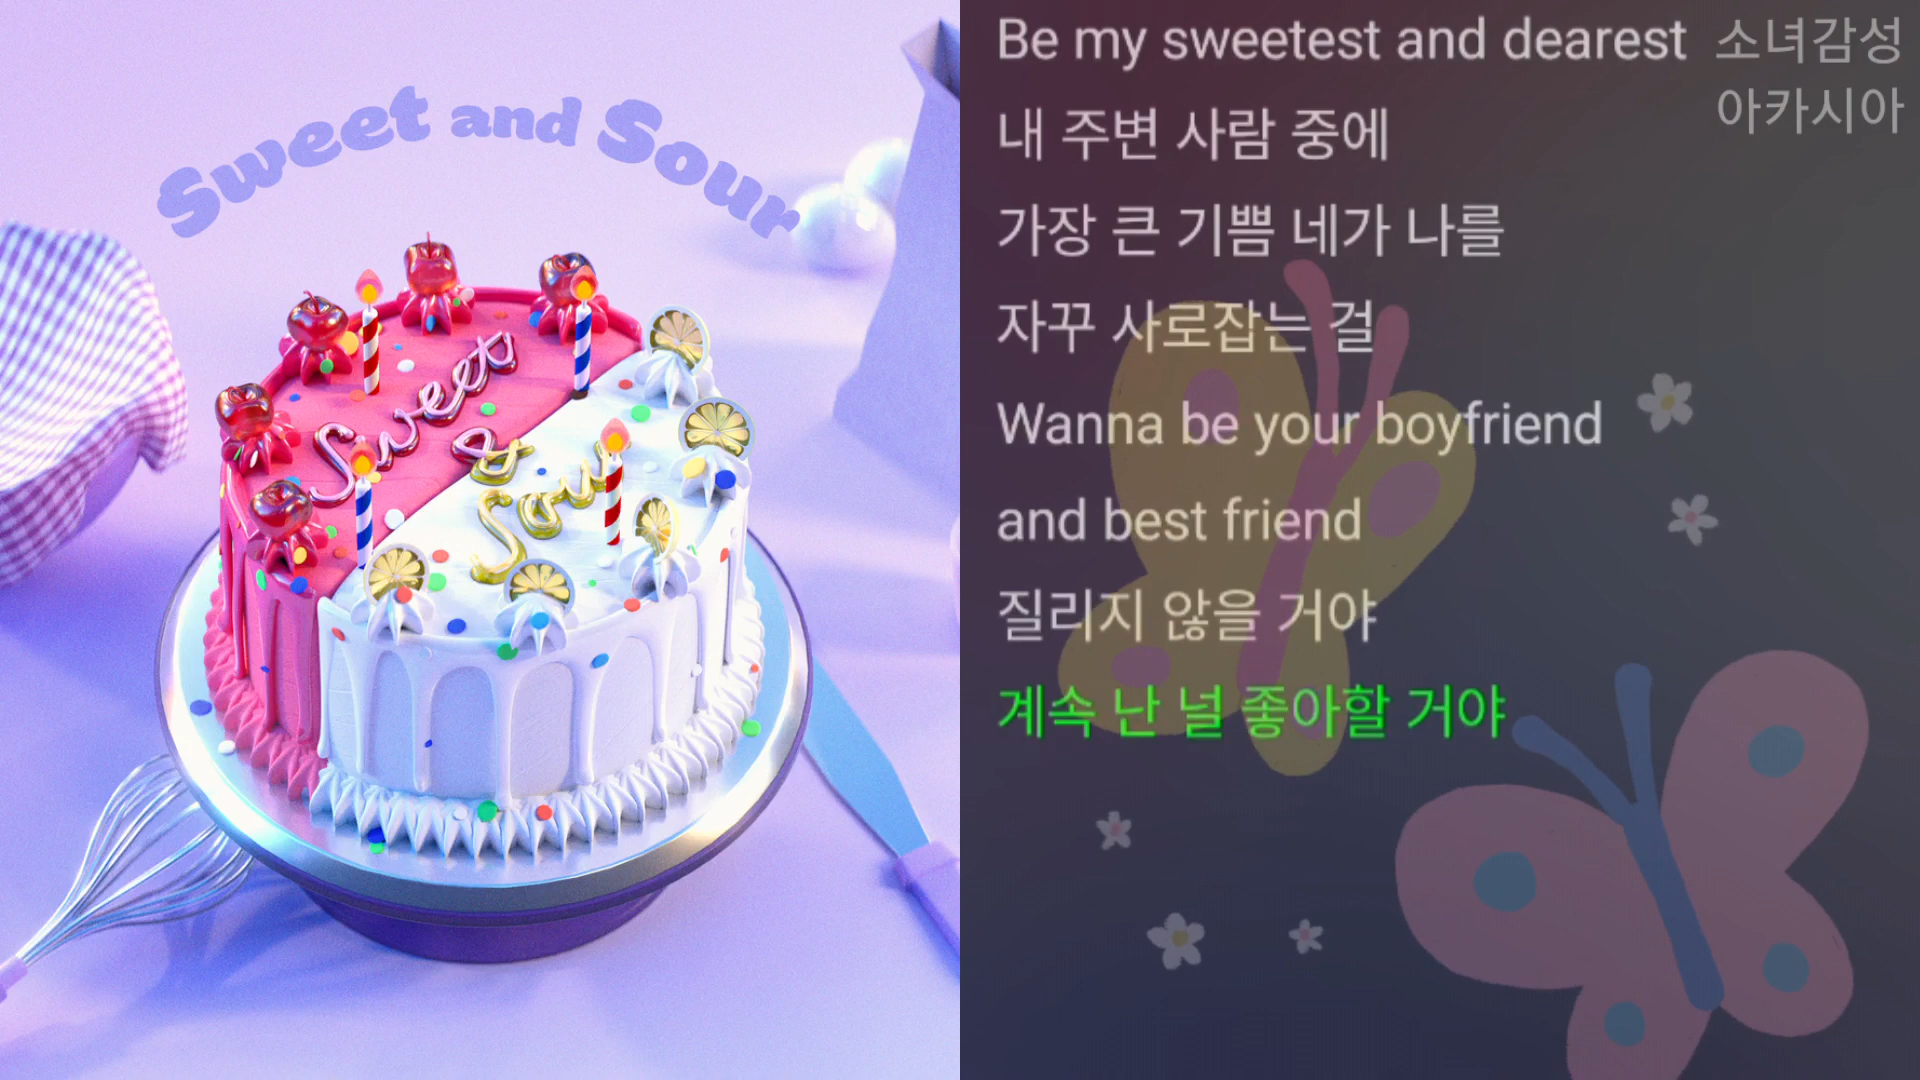 Sweet and Sour
Sweet
&
Sour
Be my sweetest and dearest
내 주변 사람 중에
가장 큰 기쁨 네가 나를
자꾸 사로잡는 걸
Wanna be your boyfriend
and best friend
질리지 않을 거야
계속 난 널 좋아할 거야
소녀감성
아카시아